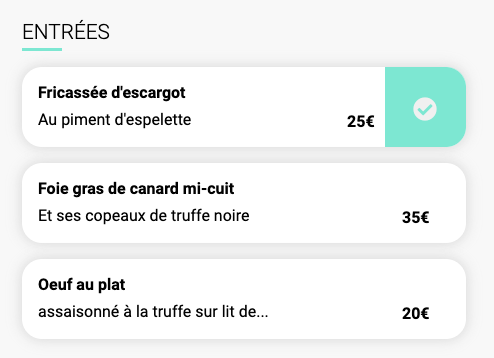 ENTRÉES
Fricassée d'escargot
Au piment d'espelette
25€
Foie gras de canard mi-cuit
Et ses copeaux de truffe noire
35€
Oeuf au plat
assaisonné à la truffe sur lit de...
20€